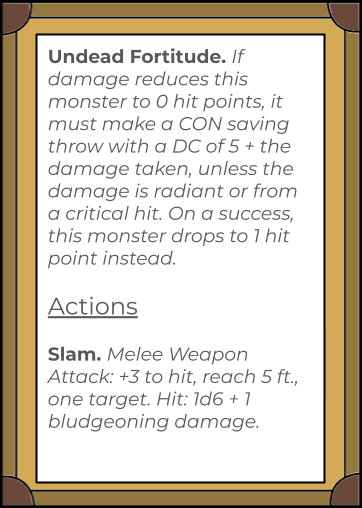 Undead Fortitude. If
damage reduces this
monster to 0 hit points, it
must make a CON saving
throw with a DC of 5 + the
damage taken, unless the
damage is radiant or from
a critical hit. On a success,
this monster drops to 1 hit
point instead.
Actions
Slam. Melee Weapon
Attack: +3 to hit, reach 5 ft.,
one target. Hit: 1d6 + 1
bludgeoning damage.